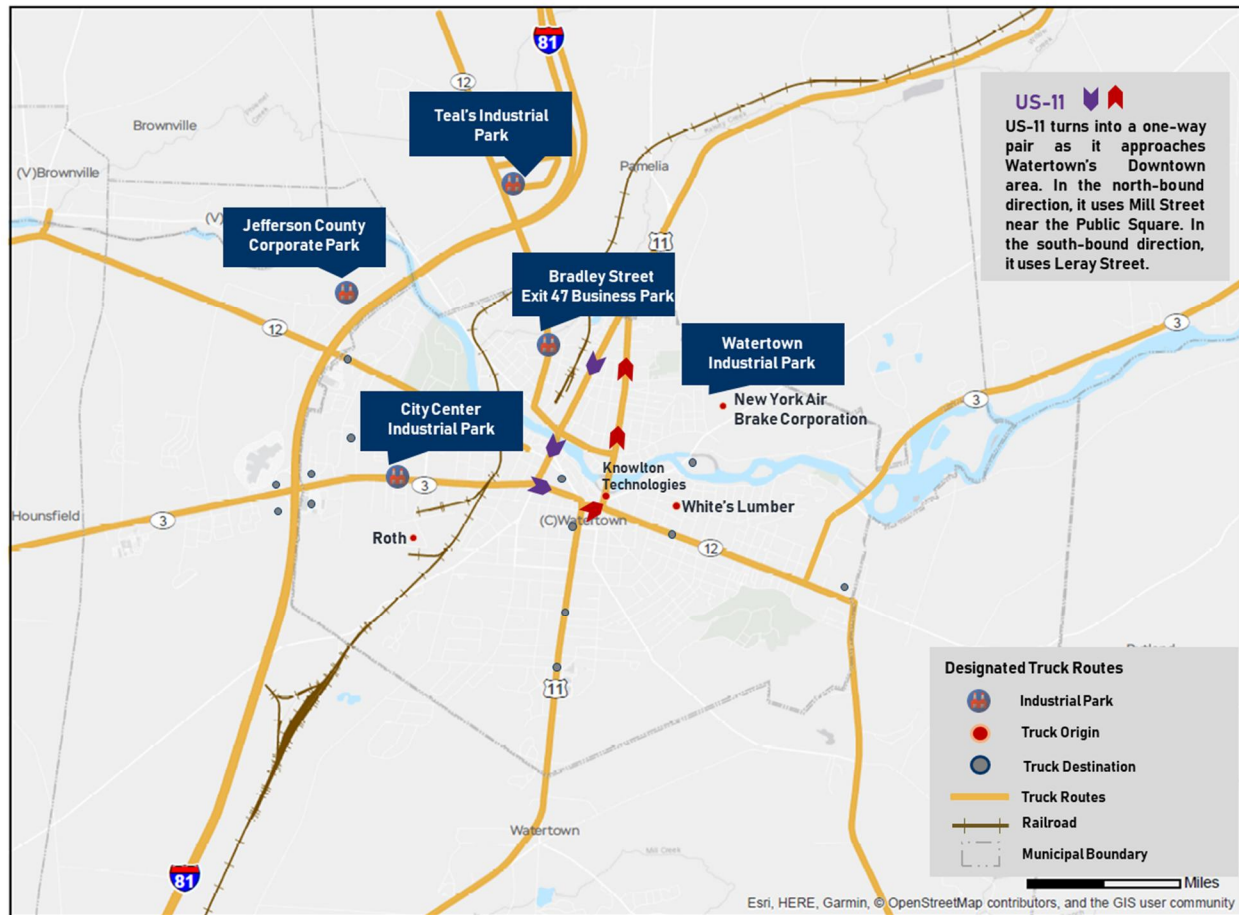 81
12
Teal's Industrial
Park
Brownville
Pamelia
(V)Brownville
(V)
Jefferson County
Corporate Park
11
US-11
US-11 turns into a one-way
pair as it approaches
Watertown's Downtown
area. In the north-bound
direction, it uses Mill Street
near the Public Square. In
the south-bound direction,
it uses Leray Street.
Bradley Street
Exit 47 Business Park
12
3
Watertown
Industrial Park
New York Air
Brake Corporation
3
City Center
Industrial Park
3
Knowlton
Technologies
White's Lumber
Hounsfield
3
(C)Watertown
Roth
12
11
Designated Truck Routes
Industrial Park
Truck Origin
Truck Destination
Truck Routes
Railroad
Municipal Boundary
Watertown
Mill Creek
81
Miles
Esri, HERE, Garmin, © OpenStreetMap contributors, and the GIS user community